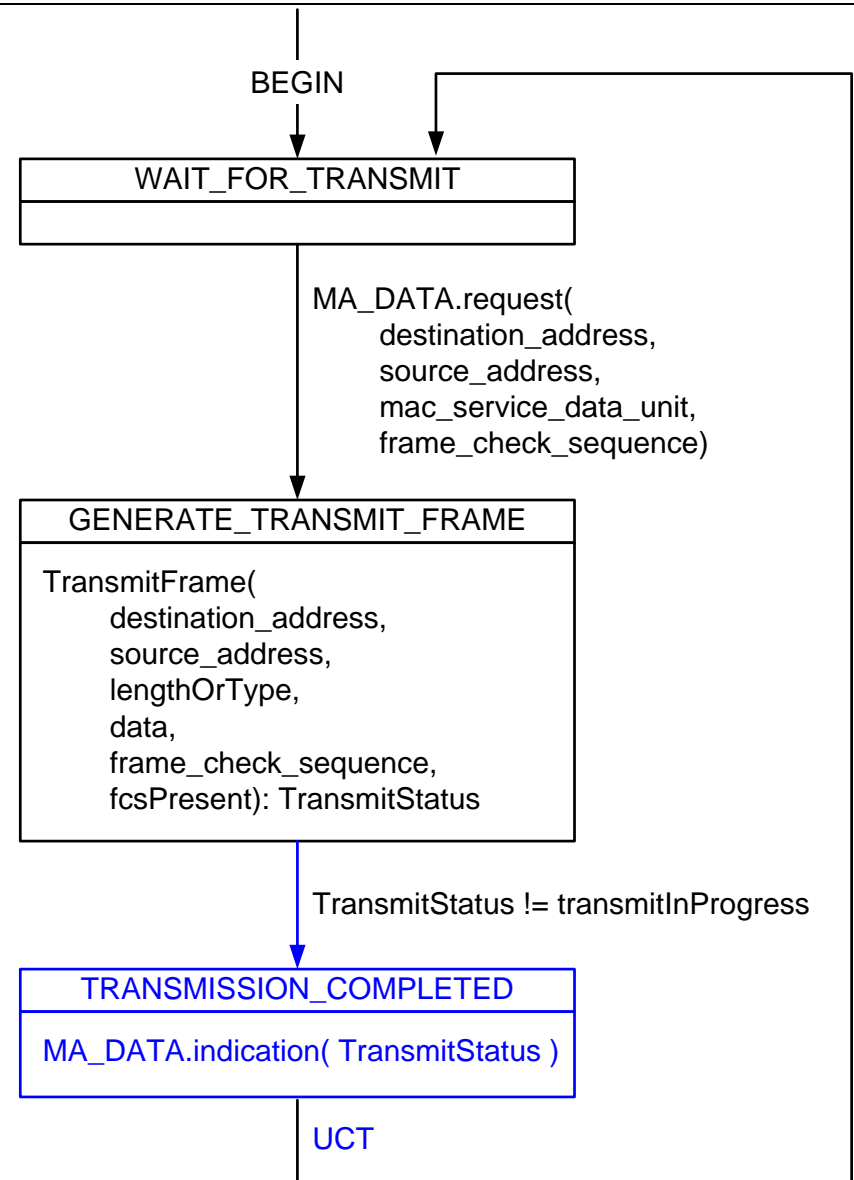 BEGIN
WAIT_FOR_TRANSMIT
MA_DATA.request(
destination_address,
source_address,
mac_service_data_unit,
frame_check_sequence)
GENERATE_TRANSMIT_FRAME
TransmitFrame(
destination_address,
source_address,
lengthOrType,
data,
frame_check_sequence,
fcsPresent): TransmitStatus
TransmitStatus != transmitInProgress
TRANSMISSION_COMPLETED
MA_DATA.indication( TransmitStatus )
UCT